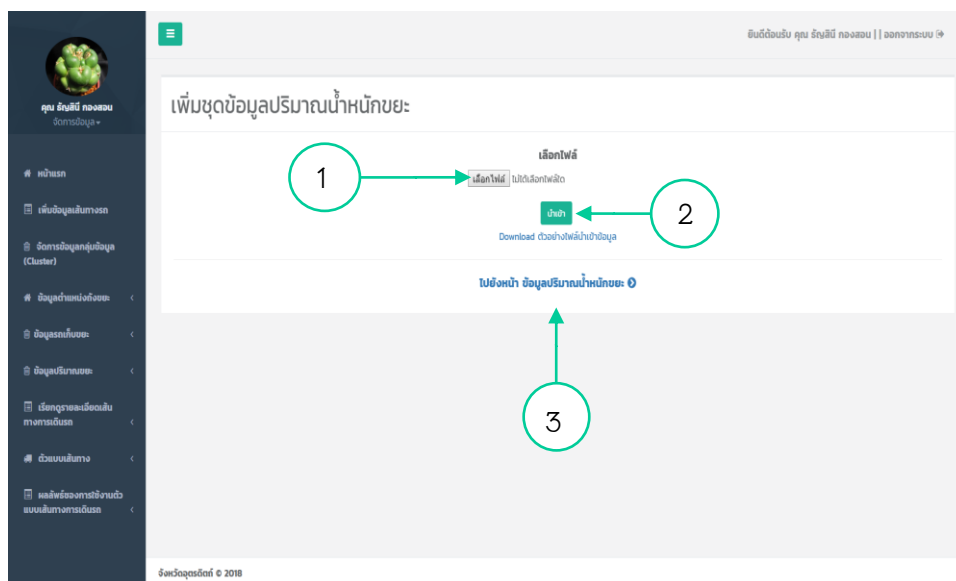 ยินดีต้อนรับ คุณ ธัญสินี กองสอน || ออกจากระบบ
คุณ ธัญสินี กองสอน
จัดการข้อมูล
หน้าแรก
เพิ่มข้อมูลเส้นทางรถ
จัดการข้อมูลกลุ่มข้อมูล
(Cluster)
ข้อมูลตำแหน่งถังขยะ
ข้อมูลรถเก็บขยะ
ข้อมูลปริมาณขยะ
เรียกดูรายละเอียดเส้น
ทางการเดินรถ
ตัวแบบเส้นทาง
ผลลัพธ์ของการใช้งานตัว
แบบเส้นทางการเดินรถ
เพิ่มชุดข้อมูลปริมาณน้ำหนักขยะ
เลือกไฟล์
1
เลือกไฟล์ ไม่ได้เลือกไฟล์ใด
นำเข้า
2
Download ตัวอย่างไฟล์นำเข้าข้อมูล
ไปยังหน้า ข้อมูลปริมาณน้ำหนักขยะ
3
จังหวัดอุตรดิตถ์ © 2018